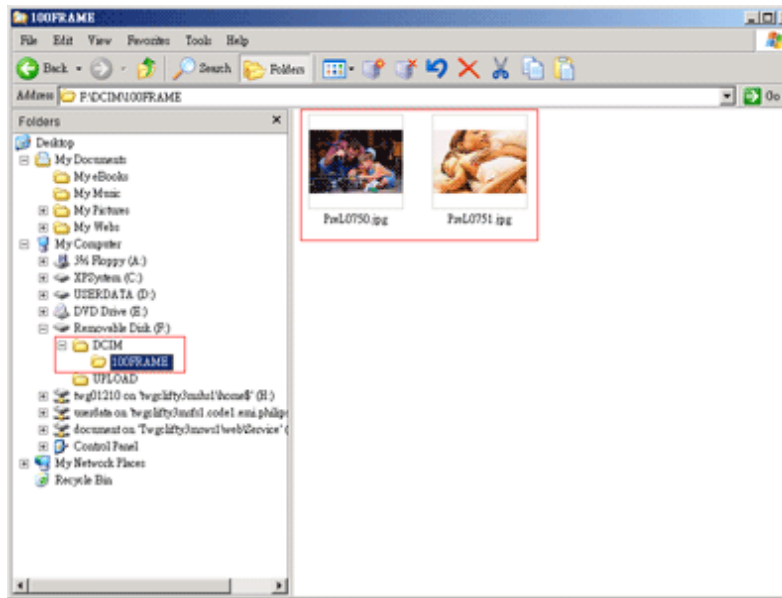 100FRAME
File Edit View Favorites Tools Help
Back Search Folders
Address F:\DCIM\100FRAME Go
Folders
Desktop
My Documents
My eBooks
My Music
My Pictures
My Webs
My Computer
3½ Floppy (A:)
XPSystem (C:)
USERDATA (D:)
DVD Drive (E:)
Removable Disk (F:)
DCIM
100FRAME
UPLOAD
(H:)
Control Panel
My Network Places
Recycle Bin
PreL0750.jpg PreL0751.jpg